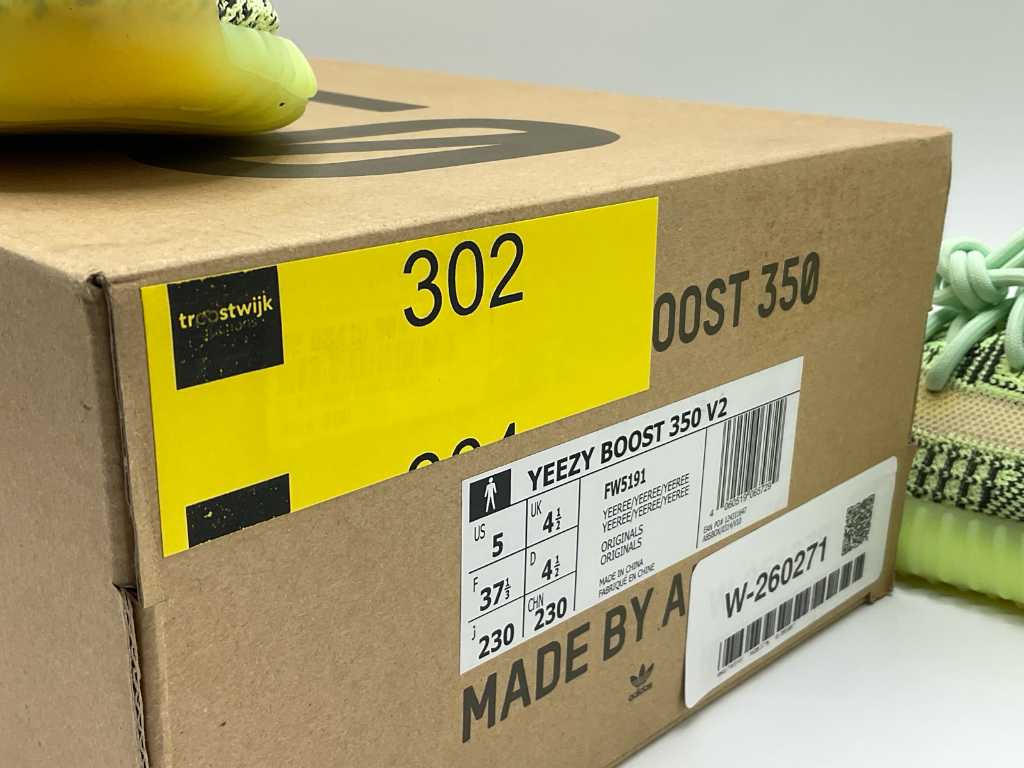 302
troostwijk
auctions
BOOST 350
YEEZY BOOST 350 V2
US 5
UK 4½
F 37⅓
D 4½
J 230
CHN 230
FW5191
YEEREE/YEEREE/YEEREE
YEEREE/YEEREE/YEEREE
ORIGINALS
ORIGINALS
MADE IN CHINA
FABRIQUÉ EN CHINE
MADE BY A
adidas
W-260271